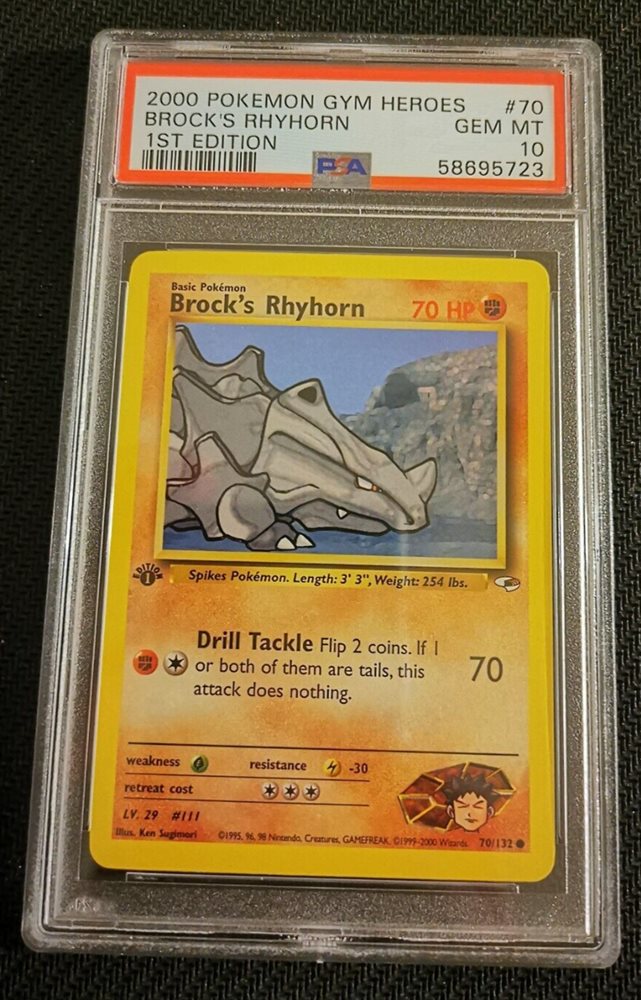 2000 POKEMON GYM HEROES #70
BROCK'S RHYHORN GEM MT
1ST EDITION 10
PSA 58695723
Basic Pokémon
Brock's Rhyhorn 70 HP
EDITION 1
Spikes Pokémon. Length: 3' 3", Weight: 254 lbs.
Drill Tackle Flip 2 coins. If 1
or both of them are tails, this 70
attack does nothing.
weakness resistance -30
retreat cost
LV. 29 #111
Illus. Ken Sugimori ©1995, 96, 98 Nintendo, Creatures, GAMEFREAK. ©1999-2000 Wizards. 70/132